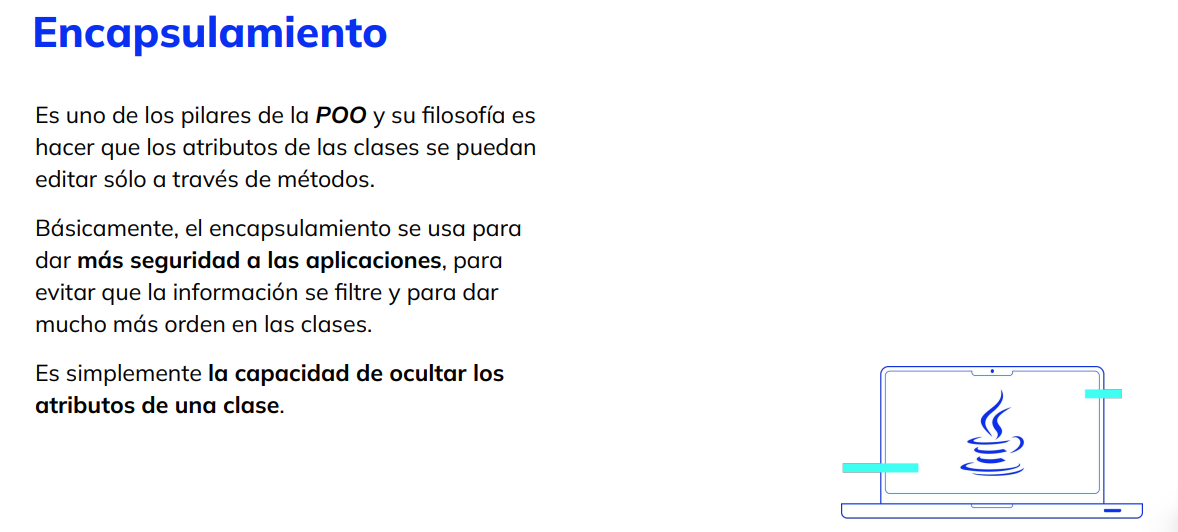 Encapsulamiento
Es uno de los pilares de la POO y su filosofía es
hacer que los atributos de las clases se puedan
editar sólo a través de métodos.
Básicamente, el encapsulamiento se usa para
dar más seguridad a las aplicaciones, para
evitar que la información se filtre y para dar
mucho más orden en las clases.
Es simplemente la capacidad de ocultar los
atributos de una clase.